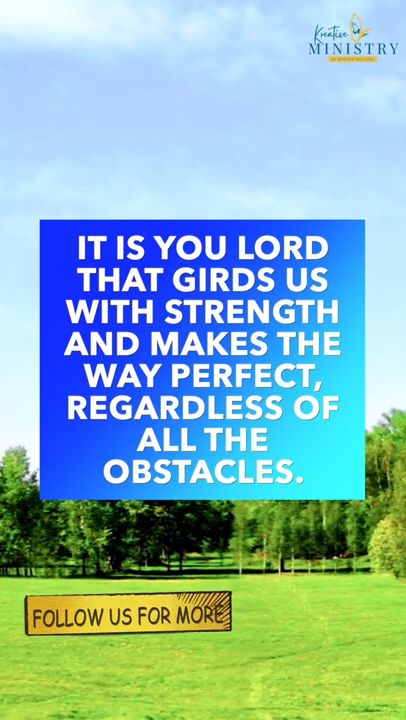 Kreative
MINISTRY
IT IS YOU LORD
THAT GIRDS US
WITH STRENGTH
AND MAKES THE
WAY PERFECT,
REGARDLESS OF
ALL THE
OBSTACLES.
FOLLOW US FOR MORE